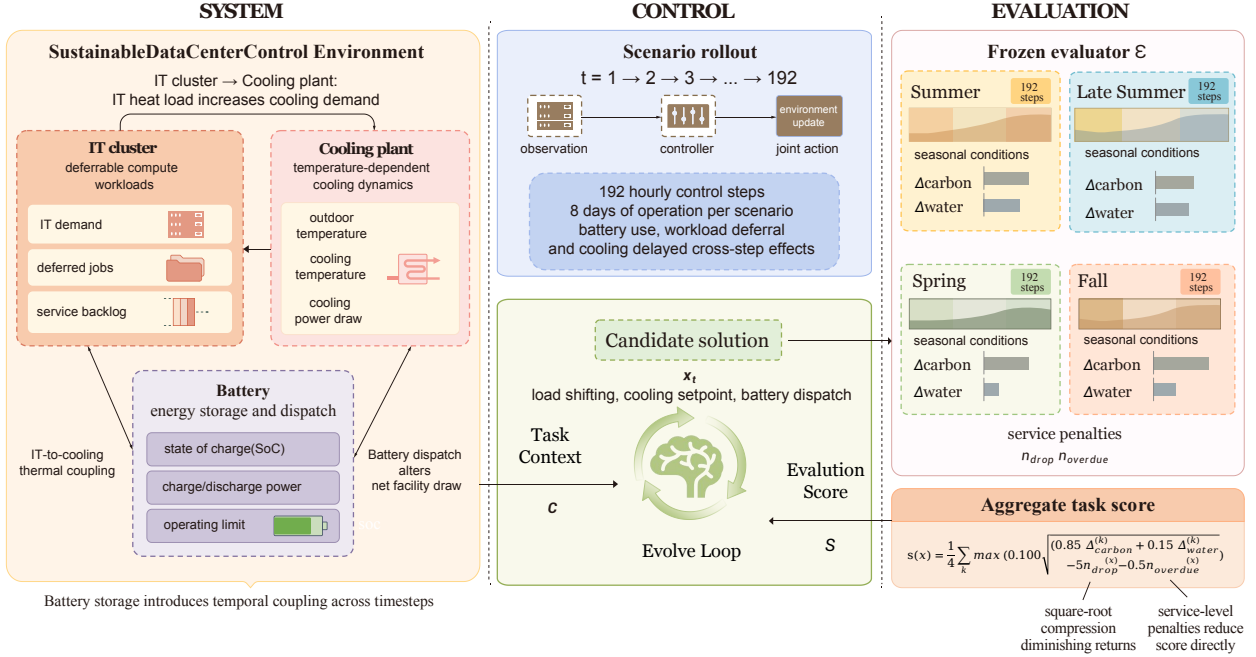 SYSTEM
SustainableDataCenterControl Environment
IT cluster → Cooling plant:
IT heat load increases cooling demand
IT cluster
deferrable compute
workloads
IT demand
deferred jobs
service backlog
Cooling plant
temperature-dependent
cooling dynamics
outdoor
temperature
cooling
temperature
cooling
power draw
Battery
energy storage and dispatch
state of charge(SoC)
charge/discharge power
operating limit
IT-to-cooling
thermal coupling
Battery dispatch
alters
net facility draw
Battery storage introduces temporal coupling across timesteps
CONTROL
Scenario rollout
t = 1 → 2 → 3 → ... → 192
observation
controller
environment
update
joint action
192 hourly control steps
8 days of operation per scenario
battery use, workload deferral
and cooling delayed cross-step effects
Candidate solution
x_t
load shifting, cooling setpoint, battery dispatch
Task
Context
C
Evalution
Score
S
Evolve Loop
EVALUATION
Frozen evaluator ℰ
Summer
192
steps
seasonal conditions
Δcarbon
Δwater
Late Summer
192
steps
seasonal conditions
Δcarbon
Δwater
Spring
192
steps
seasonal conditions
Δcarbon
Δwater
Fall
192
steps
seasonal conditions
Δcarbon
Δwater
service penalties
n_drop n_overdue
Aggregate task score
s(x) = 1/4 ∑_k max (0.100√(0.85 Δ_carbon^(k) + 0.15 Δ_water^(k)
−5n_drop^(x)−0.5n_overdue^(x))
square-root
compression
diminishing returns
service-level
penalties reduce
score directly